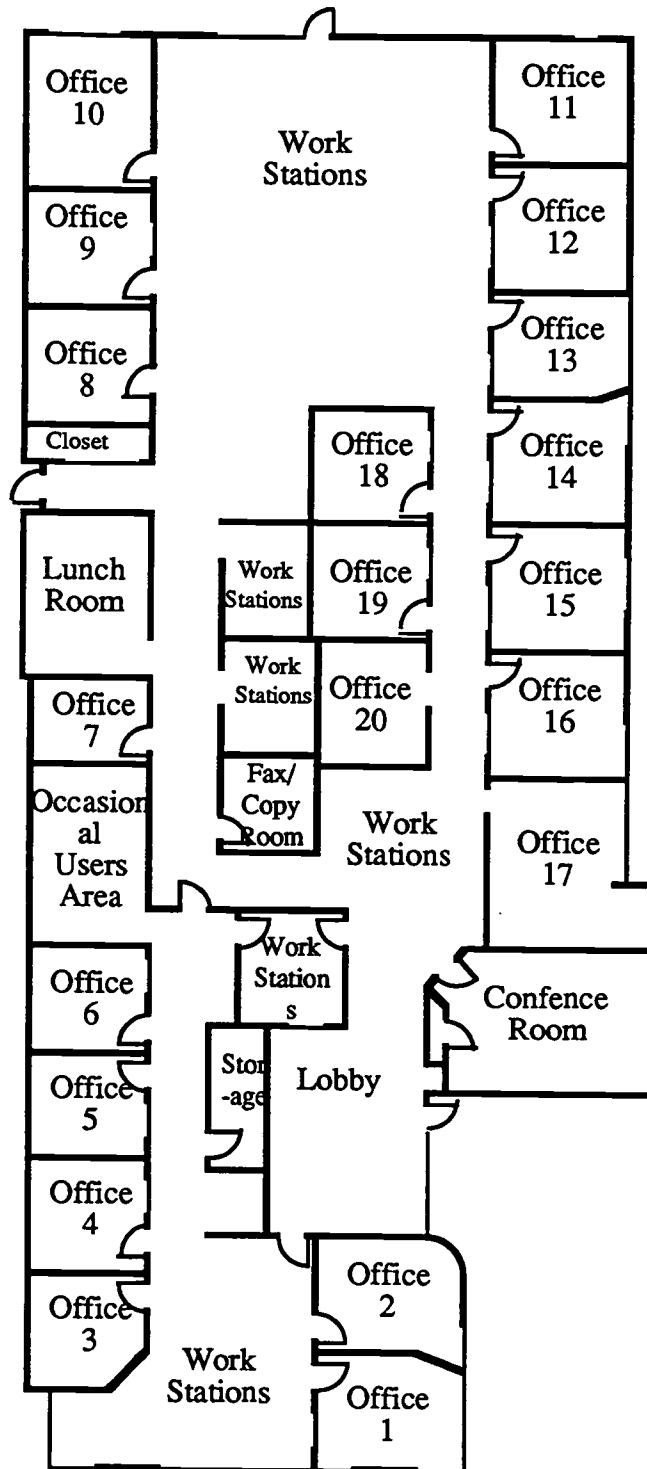 Office
10
Work
Stations
Office
11
Office
9
Office
12
Office
8
Office
13
Closet
Office
18
Office
14
Lunch
Room
Work
Stations
Office
19
Office
15
Office
7
Work
Stations
Office
20
Office
16
Occasion
al
Users
Area
Fax/
Copy
Room
Work
Stations
Office
17
Office
6
Work
Station
s
Confence
Room
Office
5
Stor
-age
Lobby
Office
4
Office
3
Office
2
Work
Stations
Office
1